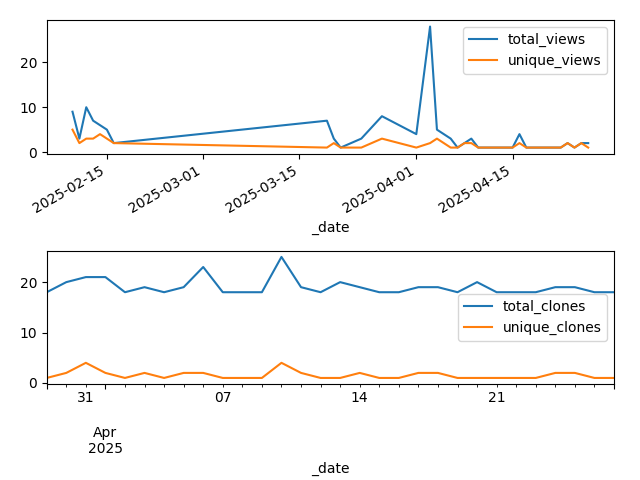 total_views
unique_views
20
10
0
2025-02-15
2025-03-01
2025-03-15
2025-04-01
2025-04-15
_date
20
10
0
total_clones
unique_clones
31
07
14
21
Apr
2025
_date